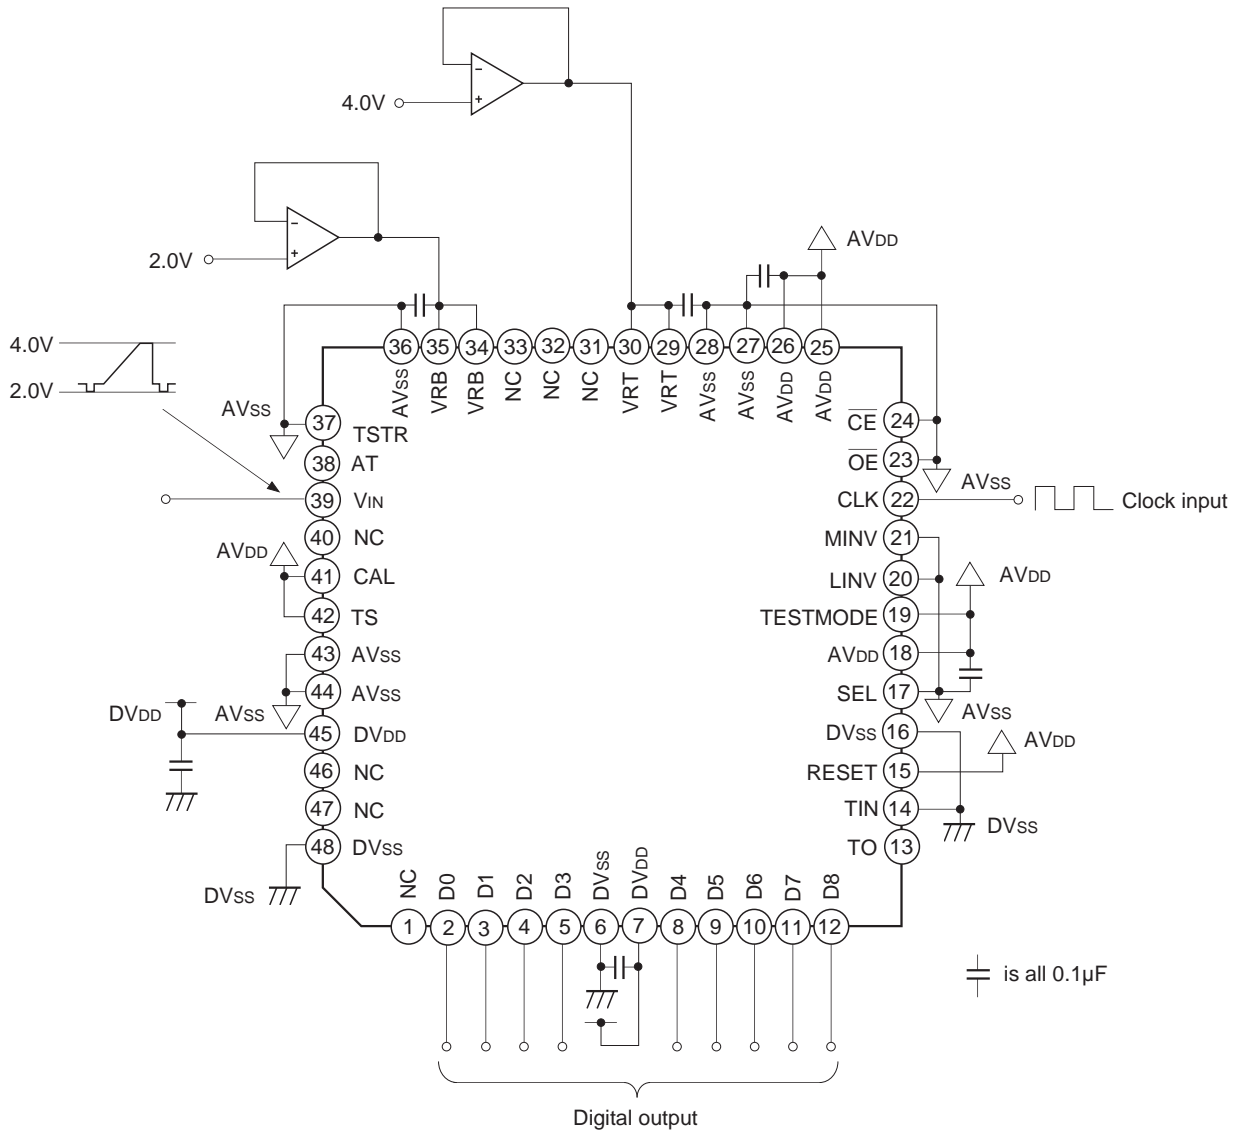 4.0V
−
+
2.0V
−
+
AVDD
4.0V
2.0V
36 35 34 33 32 31 30 29 28 27 26 25
AVSS VRB VRB NC NC NC VRT VRT AVSS AVSS AVDD AVDD
AVSS
37 TSTR
38 AT
39 VIN
40 NC
AVDD
41 CAL
42 TS
43 AVSS
44 AVSS
AVSS
DVDD
45 DVDD
46 NC
47 NC
48 DVSS
DVSS
CE 24
OE 23
AVSS
CLK 22
Clock input
MINV 21
LINV 20
AVDD
TESTMODE 19
AVDD 18
SEL 17
AVSS
DVSS 16
AVDD
RESET 15
TIN 14
DVSS
TO 13
NC D0 D1 D2 D3 DVSS DVDD D4 D5 D6 D7 D8
1 2 3 4 5 6 7 8 9 10 11 12
is all 0.1µF
Digital output